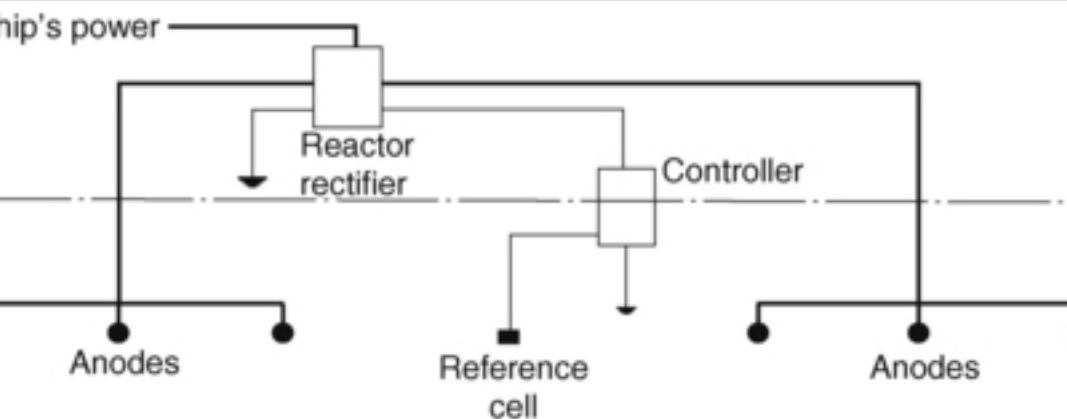 hip's power
Reactor
rectifier
Controller
Anodes
Reference
cell
Anodes